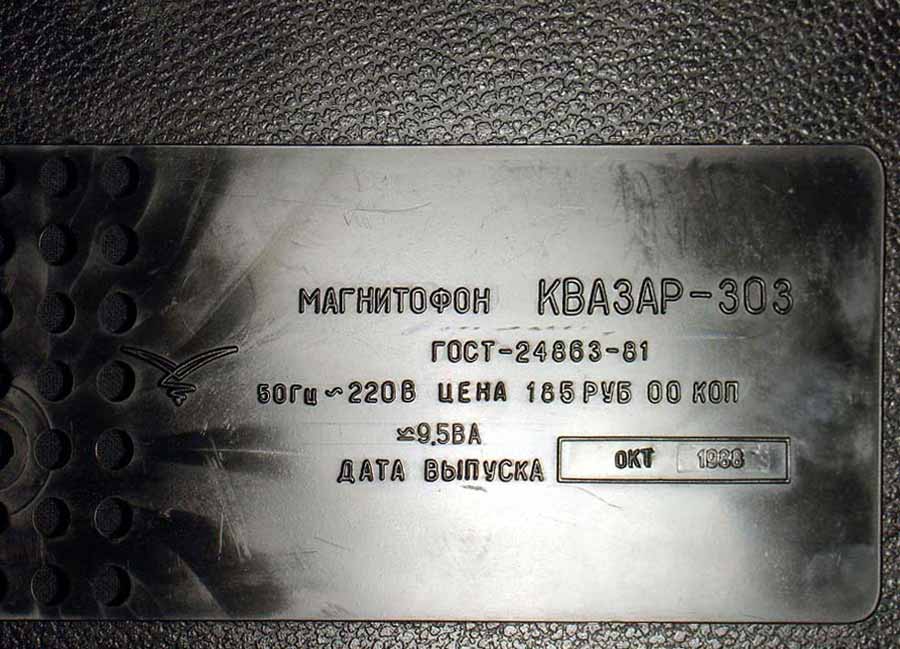 МАГНИТОФОН КВАЗАР-303
ГОСТ-24863-81
50Гц ~220В ЦЕНА 185 РУБ 00 КОП
≃9,5ВА
ДАТА ВЫПУСКА ОКТ 1988